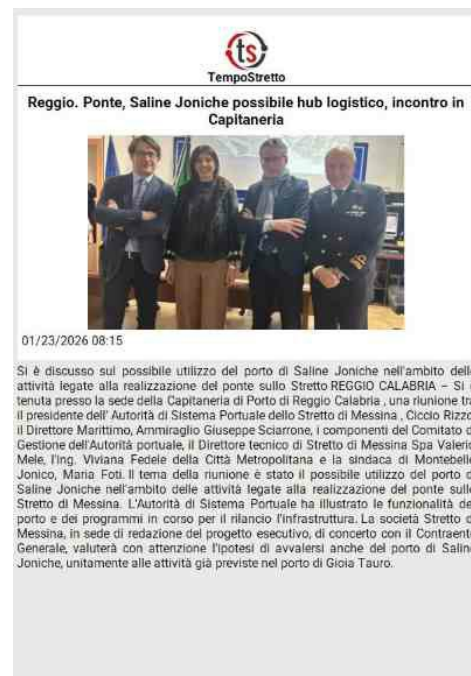 ts
TempoStretto
Reggio. Ponte, Saline Joniche possibile hub logistico, incontro in
Capitaneria
01/23/2026 08:15
Si è discusso sul possibile utilizzo del porto di Saline Joniche nell'ambito delle
attività legate alla realizzazione del ponte sullo Stretto REGGIO CALABRIA – Si è
tenuta presso la sede della Capitaneria di Porto di Reggio Calabria , una riunione tra
il presidente dell' Autorità di Sistema Portuale dello Stretto di Messina , Ciccio Rizzo,
il Direttore Marittimo, Ammiraglio Giuseppe Sciarrone, i componenti del Comitato di
Gestione dell'Autorità portuale, il Direttore tecnico di Stretto di Messina Spa Valerio
Mele, l'ing. Viviana Fedele della Città Metropolitana e la sindaca di Montebello
Jonico, Maria Foti. Il tema della riunione è stato il possibile utilizzo del porto di
Saline Joniche nell'ambito delle attività legate alla realizzazione del ponte sullo
Stretto di Messina. L'Autorità di Sistema Portuale ha illustrato le funzionalità del
porto e dei programmi in corso per il rilancio l'infrastruttura. La società Stretto di
Messina, in sede di redazione del progetto esecutivo, di concerto con il Contraente
Generale, valuterà con attenzione l'ipotesi di avvalersi anche del porto di Saline
Joniche, unitamente alle attività già previste nel porto di Gioia Tauro.